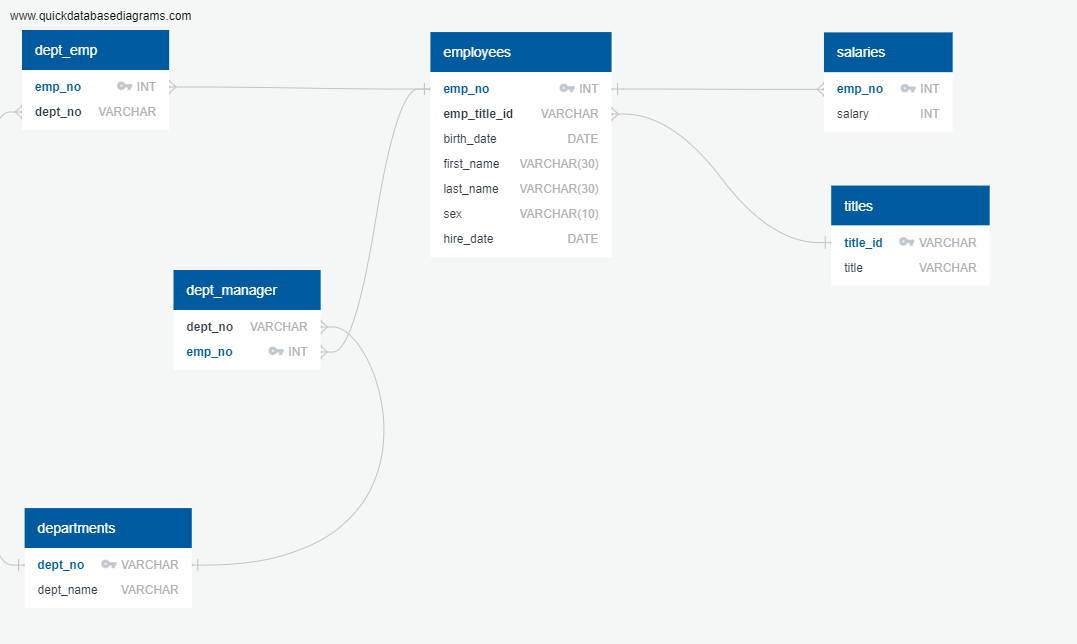 www.quickdatabasediagrams.com
dept_emp
emp_no INT
dept_no VARCHAR
employees
emp_no INT
emp_title_id VARCHAR
birth_date DATE
first_name VARCHAR(30)
last_name VARCHAR(30)
sex VARCHAR(10)
hire_date DATE
salaries
emp_no INT
salary INT
titles
title_id VARCHAR
title VARCHAR
dept_manager
dept_no VARCHAR
emp_no INT
departments
dept_no VARCHAR
dept_name VARCHAR